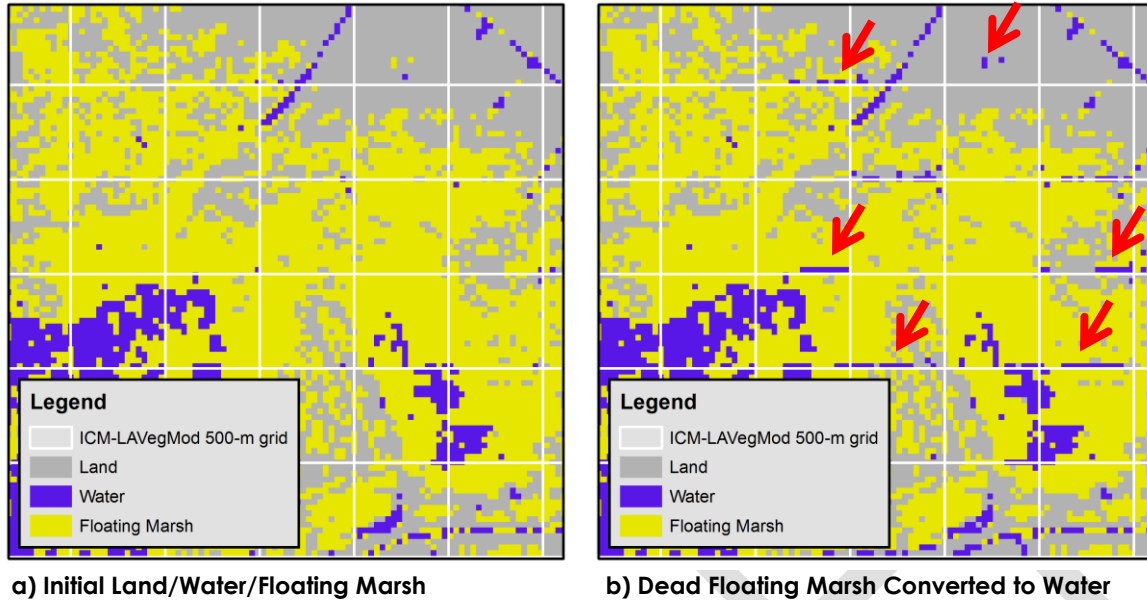 Legend
ICM-LAVegMod 500-m grid
Land
Water
Floating Marsh
a) Initial Land/Water/Floating Marsh
Legend
ICM-LAVegMod 500-m grid
Land
Water
Floating Marsh
b) Dead Floating Marsh Converted to Water